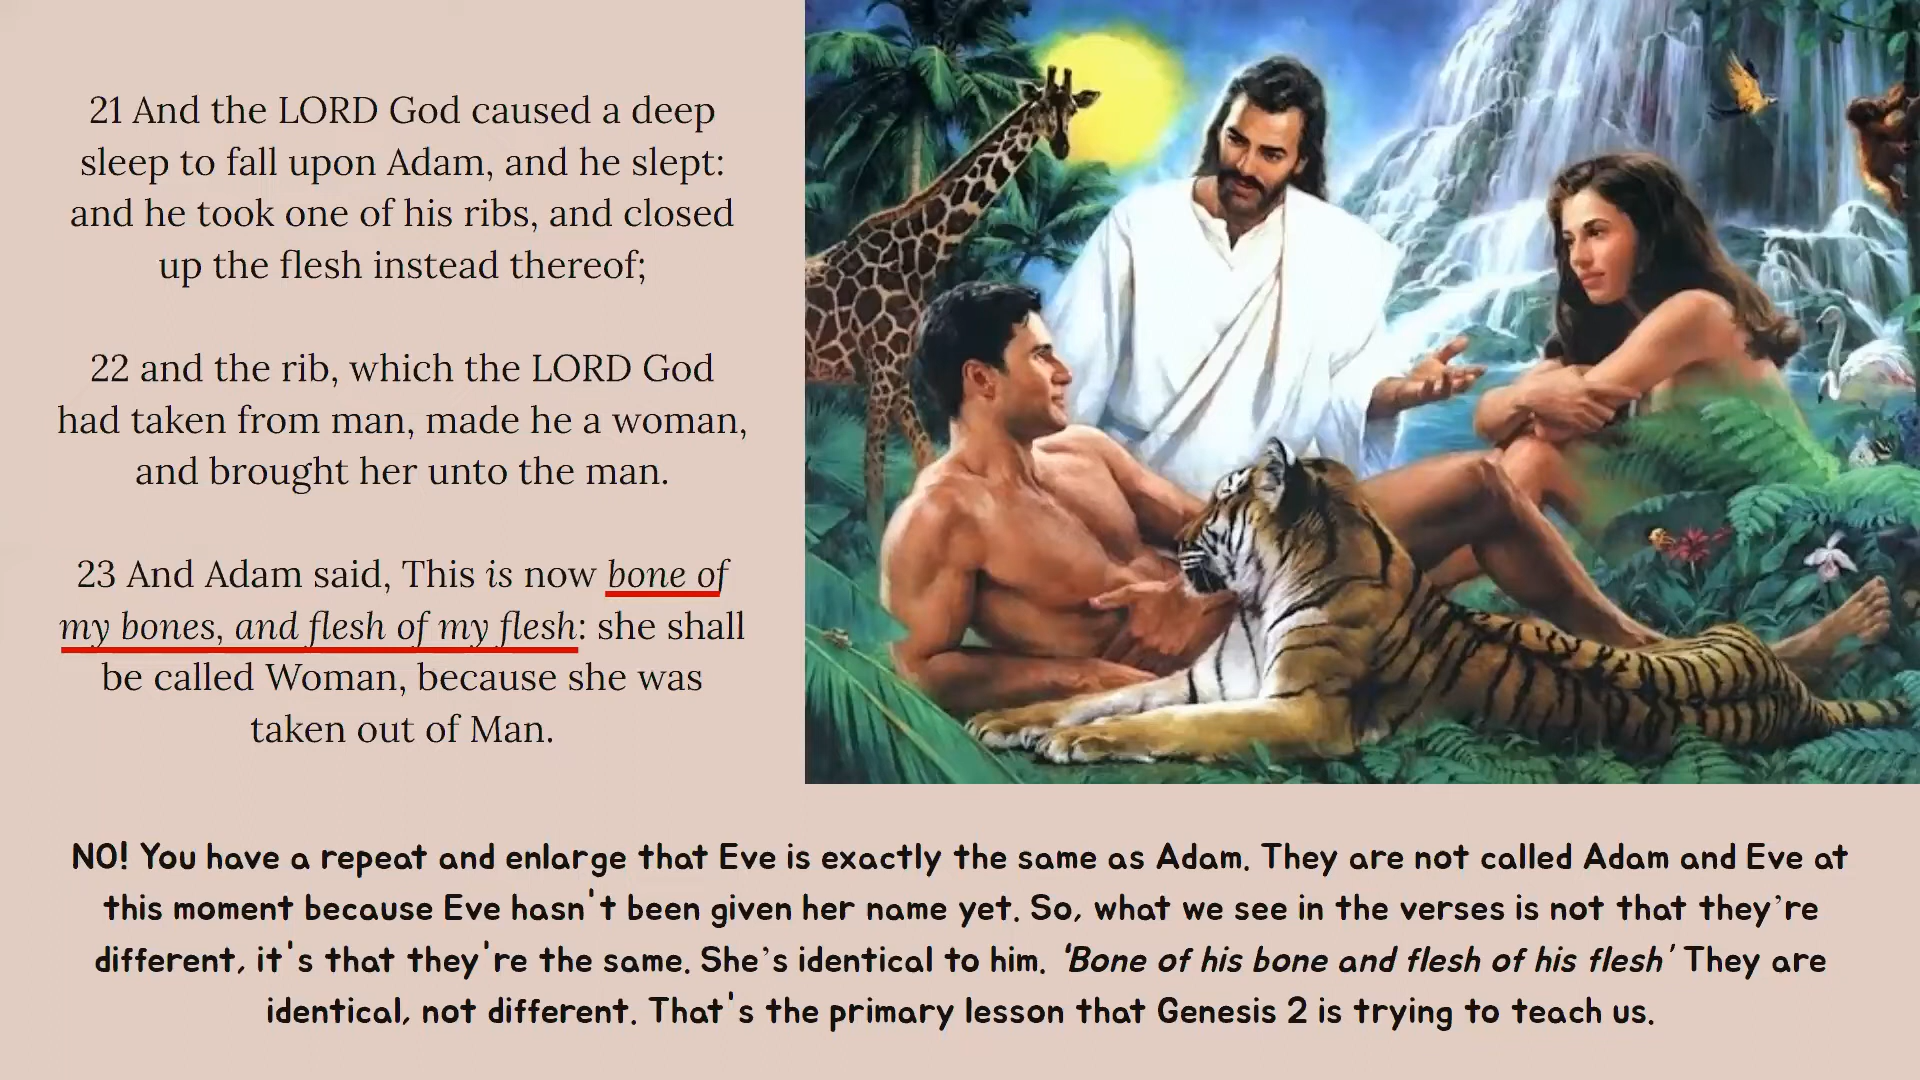 21 And the LORD God caused a deep
sleep to fall upon Adam, and he slept:
and he took one of his ribs, and closed
up the flesh instead thereof;
22 and the rib, which the LORD God
had taken from man, made he a woman,
and brought her unto the man.
23 And Adam said, This is now bone of
my bones, and flesh of my flesh: she shall
be called Woman, because she was
taken out of Man.
NO! You have a repeat and enlarge that Eve is exactly the same as Adam. They are not called Adam and Eve at
this moment because Eve hasn't been given her name yet. So, what we see in the verses is not that they’re
different, it's that they're the same. She’s identical to him. ‘Bone of his bone and flesh of his flesh’ They are
identical, not different. That's the primary lesson that Genesis 2 is trying to teach us.